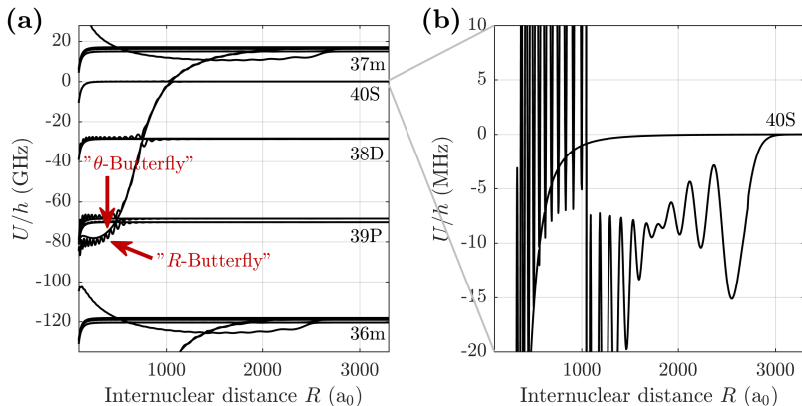 (a)
20
0
-20
-40
-60
-80
-100
-120
U/h (GHz)
37m
40S
38D
"θ-Butterfly"
39P
"R-Butterfly"
36m
1000
2000
3000
Internuclear distance R (a₀)
(b)
10
5
0
-5
-10
-15
-20
U/h (MHz)
40S
1000
2000
3000
Internuclear distance R (a₀)